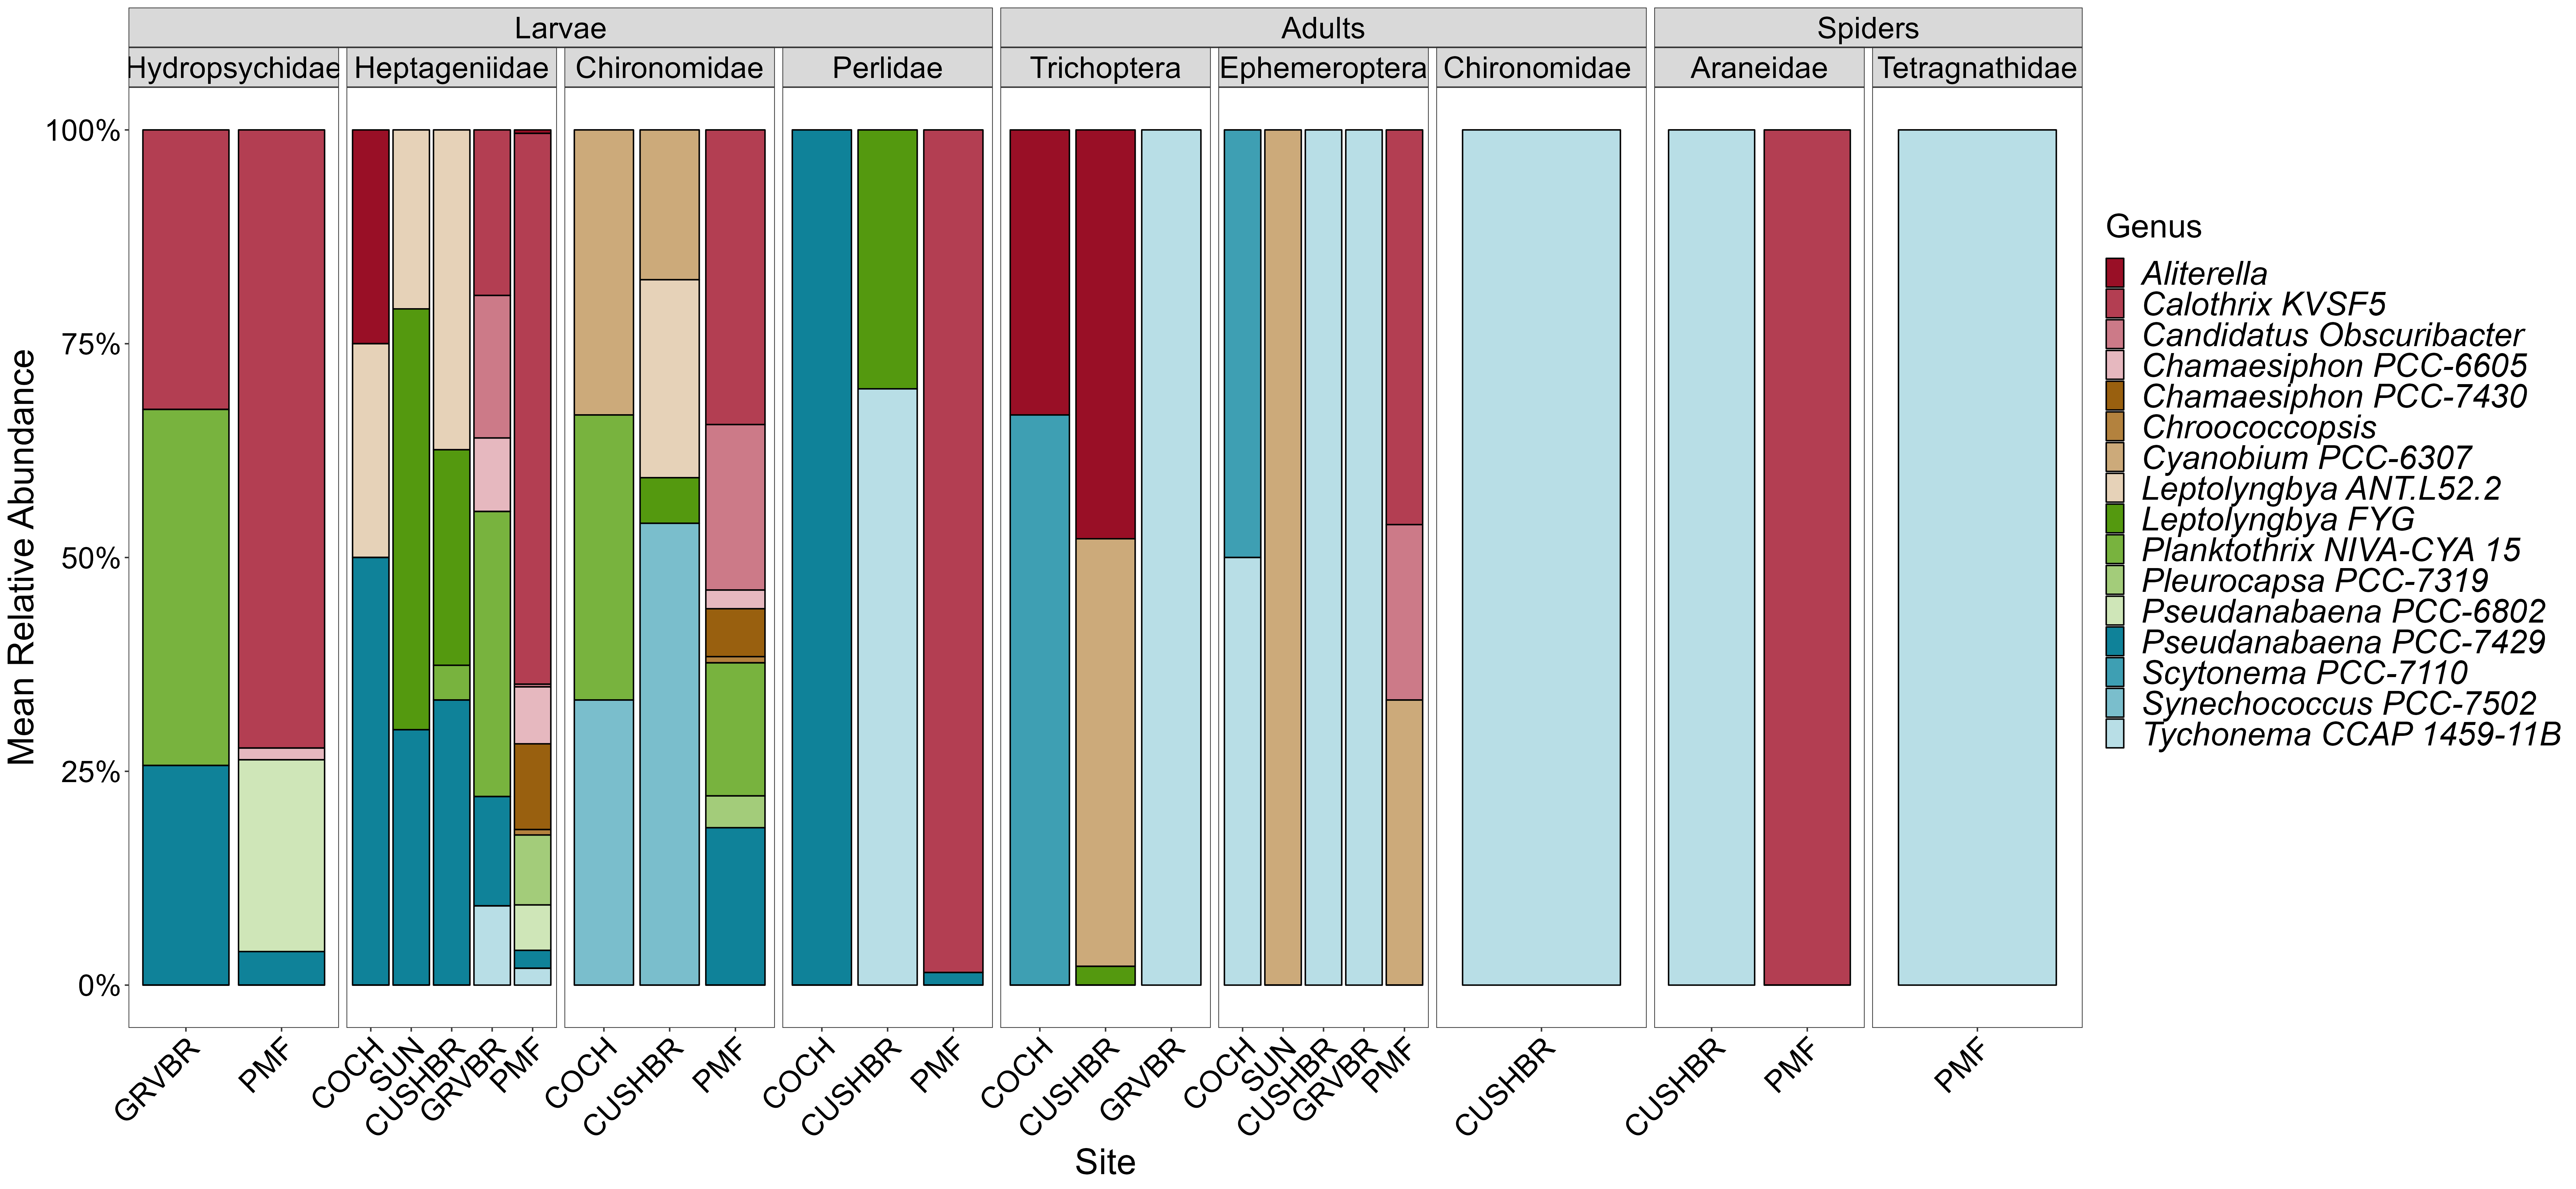 Larvae Adults Spiders
Hydropsychidae Heptageniidae Chironomidae Perlidae Trichoptera Ephemeroptera Chironomidae Araneidae Tetragnathidae
100%
75%
50%
25%
0%
Mean Relative Abundance
GRVBR PMF COCH SUN CUSHBR GRVBR PMF COCH CUSHBR PMF COCH CUSHBR PMF COCH CUSHBR GRVBR COCH SUN CUSHBR GRVBR PMF CUSHBR CUSHBR PMF PMF
Site
Genus
Aliterella
Calothrix KVSF5
Candidatus Obscuribacter
Chamaesiphon PCC-6605
Chamaesiphon PCC-7430
Chroococcopsis
Cyanobium PCC-6307
Leptolyngbya ANT.L52.2
Leptolyngbya FYG
Planktothrix NIVA-CYA 15
Pleurocapsa PCC-7319
Pseudanabaena PCC-6802
Pseudanabaena PCC-7429
Scytonema PCC-7110
Synechococcus PCC-7502
Tychonema CCAP 1459-11B